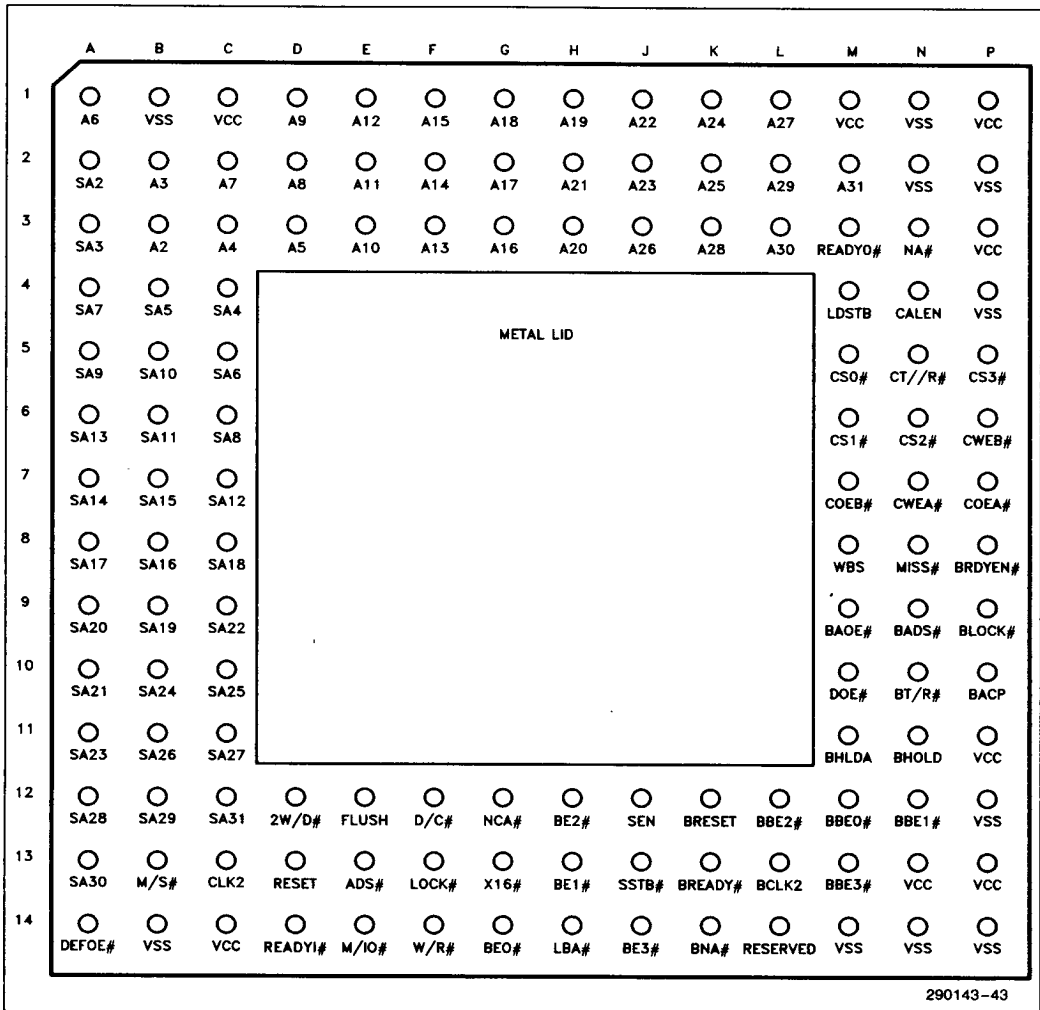 A B C D E F G H J K L M N P
1
A6 VSS VCC A9 A12 A15 A18 A19 A22 A24 A27 VCC VSS VCC
2
SA2 A3 A7 A8 A11 A14 A17 A21 A23 A25 A29 A31 VSS VSS
3
SA3 A2 A4 A5 A10 A13 A16 A20 A26 A28 A30 READYO# NA# VCC
4
SA7 SA5 SA4 LDSTB CALEN VSS
METAL LID
5
SA9 SA10 SA6 CS0# CT//R# CS3#
6
SA13 SA11 SA8 CS1# CS2# CWEB#
7
SA14 SA15 SA12 COEB# CWEA# COEA#
8
SA17 SA16 SA18 WBS MISS# BRDYEN#
9
SA20 SA19 SA22 BAOE# BADS# BLOCK#
10
SA21 SA24 SA25 DOE# BT/R# BACP
11
SA23 SA26 SA27 BHLDA BHOLD VCC
12
SA28 SA29 SA31 2W/D# FLUSH D/C# NCA# BE2# SEN BRESET BBE2# BBE0# BBE1# VSS
13
SA30 M/S# CLK2 RESET ADS# LOCK# X16# BE1# SSTB# BREADY# BCLK2 BBE3# VCC VCC
14
DEFOE# VSS VCC READYI# M/IO# W/R# BE0# LBA# BE3# BNA# RESERVED VSS VSS VSS
290143-43